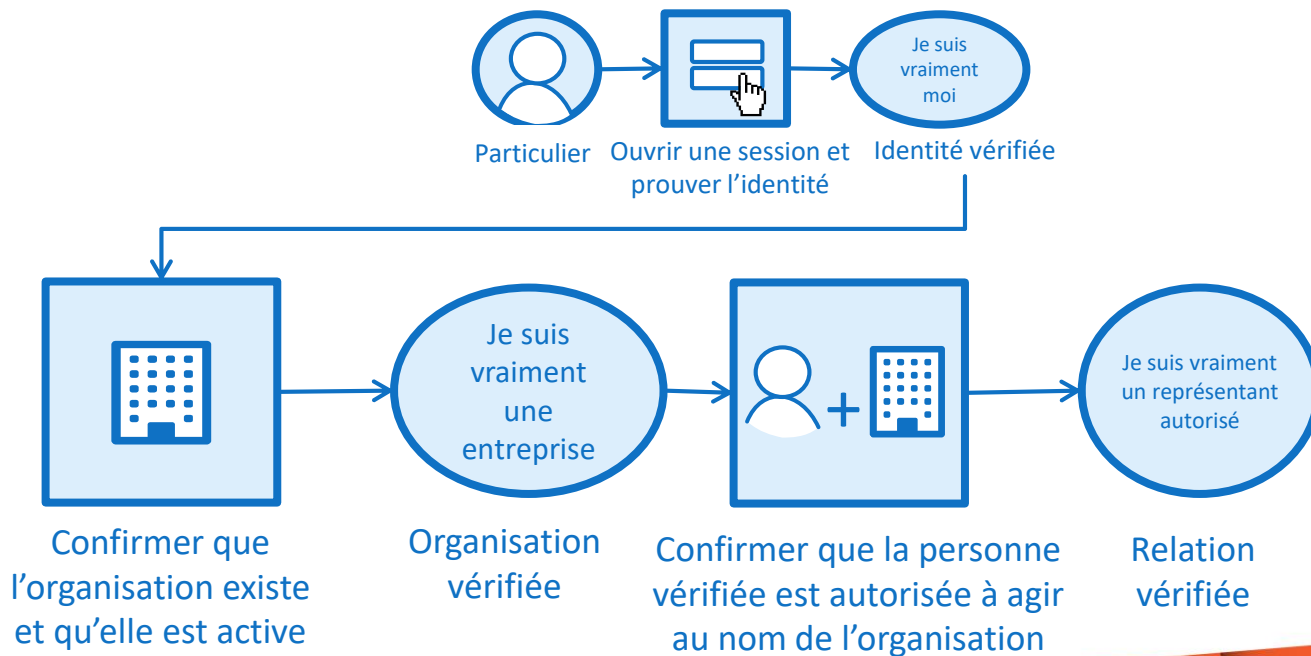 Je suis
vraiment
moi
Particulier
Ouvrir une session et
prouver l’identité
Identité vérifiée
Je suis
vraiment
une
entreprise
+
Je suis vraiment
un représentant
autorisé
Confirmer que
l’organisation existe
et qu’elle est active
Organisation
vérifiée
Confirmer que la personne
vérifiée est autorisée à agir
au nom de l’organisation
Relation
vérifiée